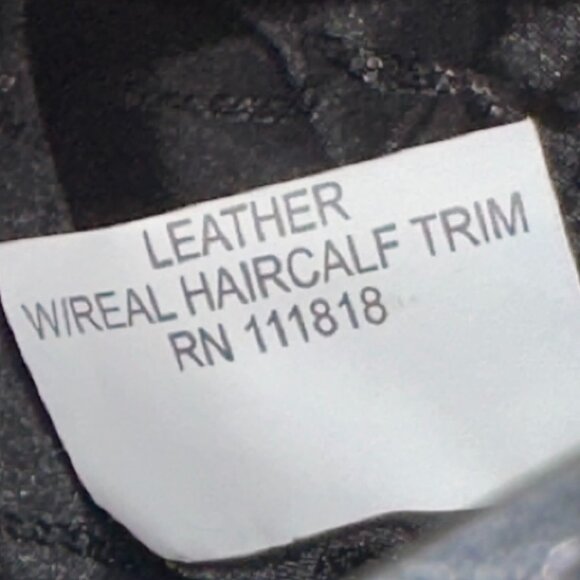 LEATHER
W/REAL HAIRCALF TRIM
RN 111818